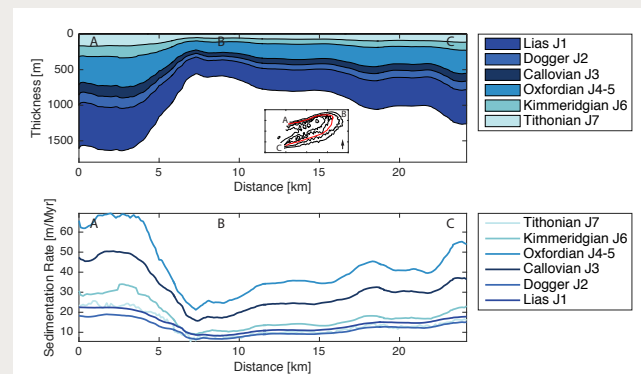 0
500
1000
1500
Thickness [m]
A
B
C
A
B
C
0
5
10
15
20
Distance [km]
Lias J1
Dogger J2
Callovian J3
Oxfordian J4-5
Kimmeridgian J6
Tithonian J7
60
50
40
30
20
10
Sedimentation Rate [m/Myr]
A
B
C
0
5
10
15
20
Distance [km]
Tithonian J7
Kimmeridgian J6
Oxfordian J4-5
Callovian J3
Dogger J2
Lias J1